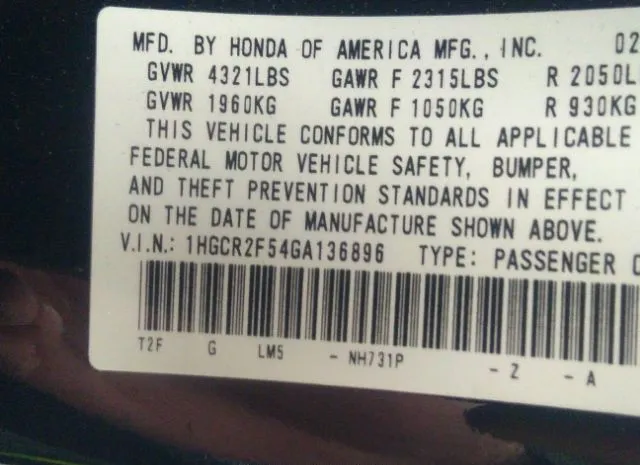 MFD. BY HONDA OF AMERICA MFG., INC. 02
GVWR 4321LBS GAWR F 2315LBS R 2050L
GVWR 1960KG GAWR F 1050KG R 930KG
THIS VEHICLE CONFORMS TO ALL APPLICABLE
FEDERAL MOTOR VEHICLE SAFETY, BUMPER,
AND THEFT PREVENTION STANDARDS IN EFFECT
ON THE DATE OF MANUFACTURE SHOWN ABOVE.
V.I.N.: 1HGCR2F54GA136896 TYPE: PASSENGER C
T2F G LM5 - NH731P - Z - A